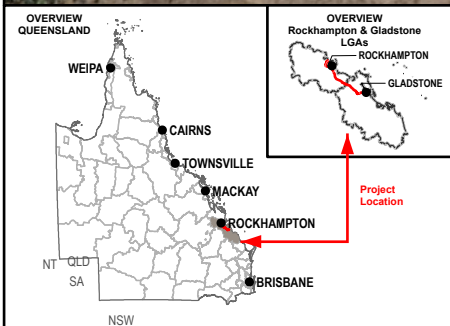 OVERVIEW
QUEENSLAND
WEIPA
CAIRNS
TOWNSVILLE
MACKAY
ROCKHAMPTON
BRISBANE
NT
QLD
SA
NSW
OVERVIEW
Rockhampton & Gladstone
LGAs
ROCKHAMPTON
GLADSTONE
Project
Location